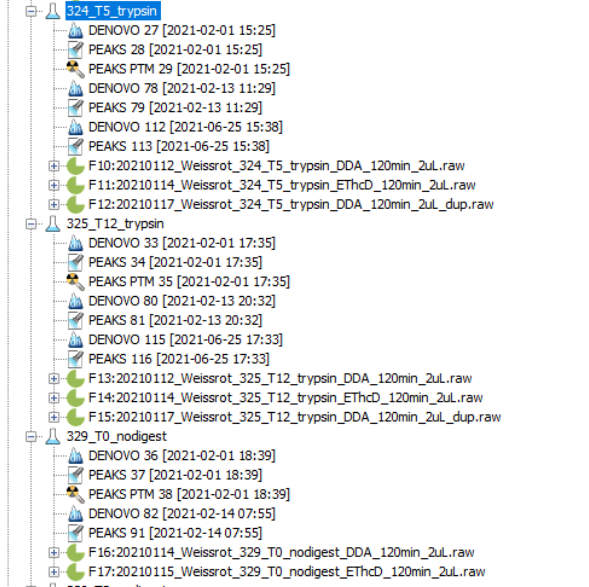 324_T5_trypsin
DENOVO 27 [2021-02-01 15:25]
PEAKS 28 [2021-02-01 15:25]
PEAKS PTM 29 [2021-02-01 15:25]
DENOVO 78 [2021-02-13 11:29]
PEAKS 79 [2021-02-13 11:29]
DENOVO 112 [2021-06-25 15:38]
PEAKS 113 [2021-06-25 15:38]
F10:20210112_Weissrot_324_T5_trypsin_DDA_120min_2uL.raw
F11:20210114_Weissrot_324_T5_trypsin_EThcD_120min_2uL.raw
F12:20210117_Weissrot_324_T5_trypsin_DDA_120min_2uL_dup.raw
325_T12_trypsin
DENOVO 33 [2021-02-01 17:35]
PEAKS 34 [2021-02-01 17:35]
PEAKS PTM 35 [2021-02-01 17:35]
DENOVO 80 [2021-02-13 20:32]
PEAKS 81 [2021-02-13 20:32]
DENOVO 115 [2021-06-25 17:33]
PEAKS 116 [2021-06-25 17:33]
F13:20210112_Weissrot_325_T12_trypsin_DDA_120min_2uL.raw
F14:20210114_Weissrot_325_T12_trypsin_EThcD_120min_2uL.raw
F15:20210117_Weissrot_325_T12_trypsin_DDA_120min_2uL_dup.raw
329_T0_nodigest
DENOVO 36 [2021-02-01 18:39]
PEAKS 37 [2021-02-01 18:39]
PEAKS PTM 38 [2021-02-01 18:39]
DENOVO 82 [2021-02-14 07:55]
PEAKS 91 [2021-02-14 07:55]
F16:20210114_Weissrot_329_T0_nodigest_DDA_120min_2uL.raw
F17:20210115_Weissrot_329_T0_nodigest_EThcD_120min_2uL.raw